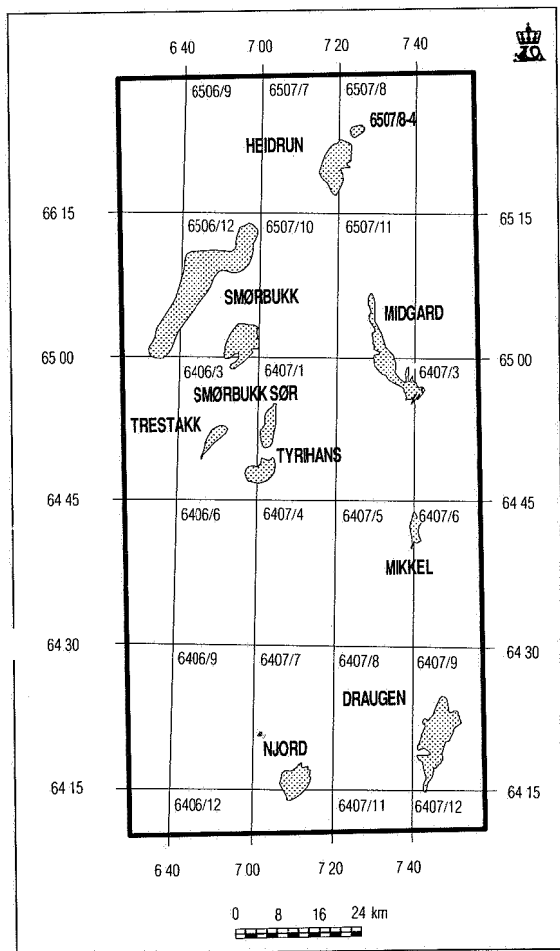 6 40 7 00 7 20 7 40
6506/9 6507/7 6507/8
6507/8-4
HEIDRUN
66 15 65 15
6506/12 6507/10 6507/11
SMØRBUKK
MIDGARD
65 00 65 00
6406/3 6407/1 6407/3
SMØRBUKK SØR
TRESTAKK
TYRIHANS
64 45 64 45
6406/6 6407/4 6407/5 6407/6
MIKKEL
64 30 64 30
6406/9 6407/7 6407/8 6407/9
DRAUGEN
NJORD
64 15 64 15
6406/12 6407/11 6407/12
6 40 7 00 7 20 7 40
0 8 16 24 km